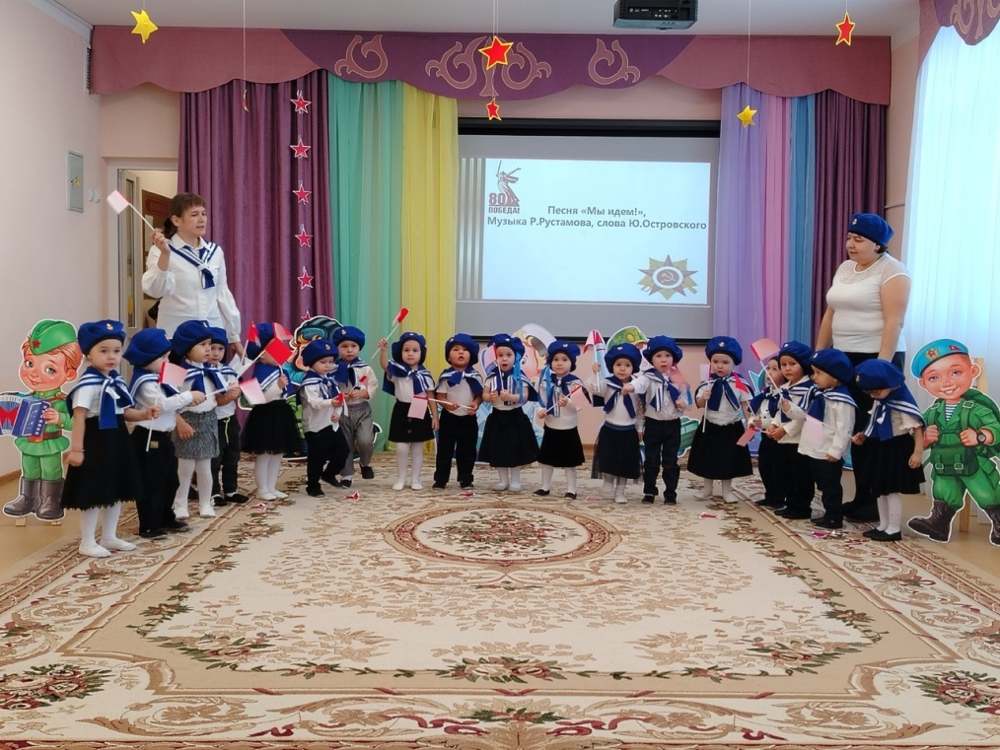 80
ПОБЕДА!
Песня «Мы идем!»,
Музыка Р.Рустамова, слова Ю.Островского